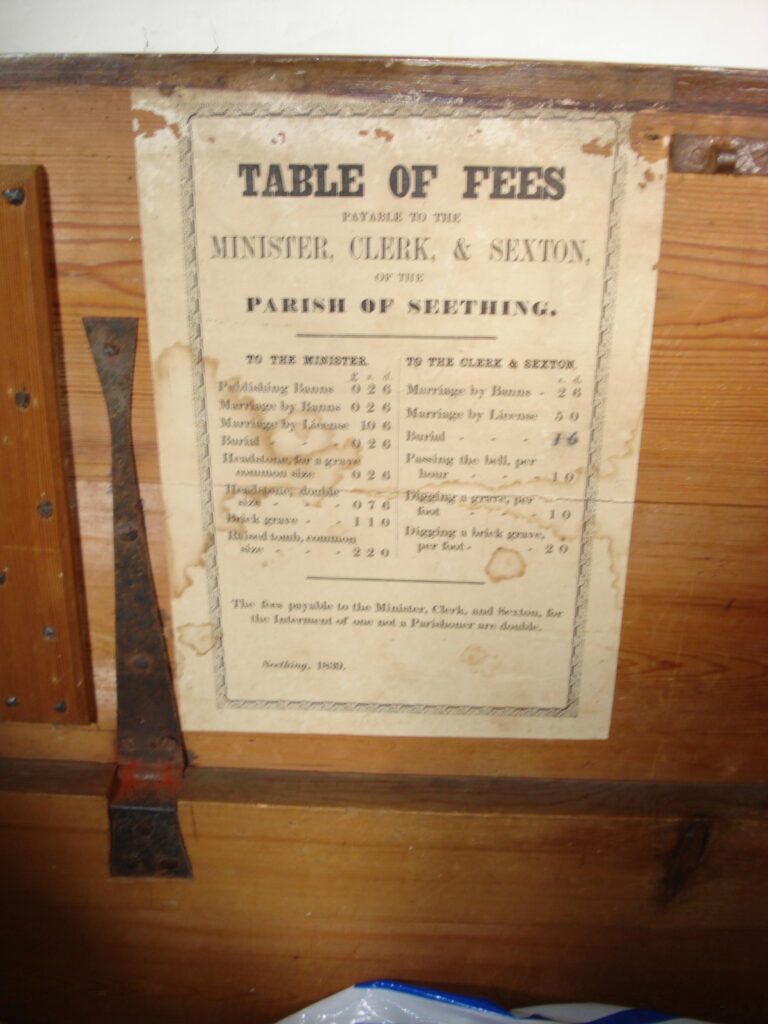 TABLE OF FEES
PAYABLE TO THE
MINISTER, CLERK, & SEXTON,
OF THE
PARISH OF SEETHING.
TO THE MINISTER.
£ s. d.
Publishing Banns 0 2 6
Marriage by Banns 0 2 6
Marriage by License 10 6
Burial - - - 0 2 6
Headstone, for a grave
common size 0 2 6
Headstone, double
size - - - 0 7 6
Brick grave - - 1 1 0
Raised tomb, common
size - - - 2 2 0
TO THE CLERK & SEXTON.
s. d.
Marriage by Banns - 2 6
Marriage by License 5 0
Burial - - - 1 6
Passing the bell, per
hour - - - 1 0
Digging a grave, per
foot - - - 1 0
Digging a brick grave,
per foot - - 2 0
The fees payable to the Minister, Clerk, and Sexton, for
the Interment of one not a Parishoner are double.
Seething, 1839.